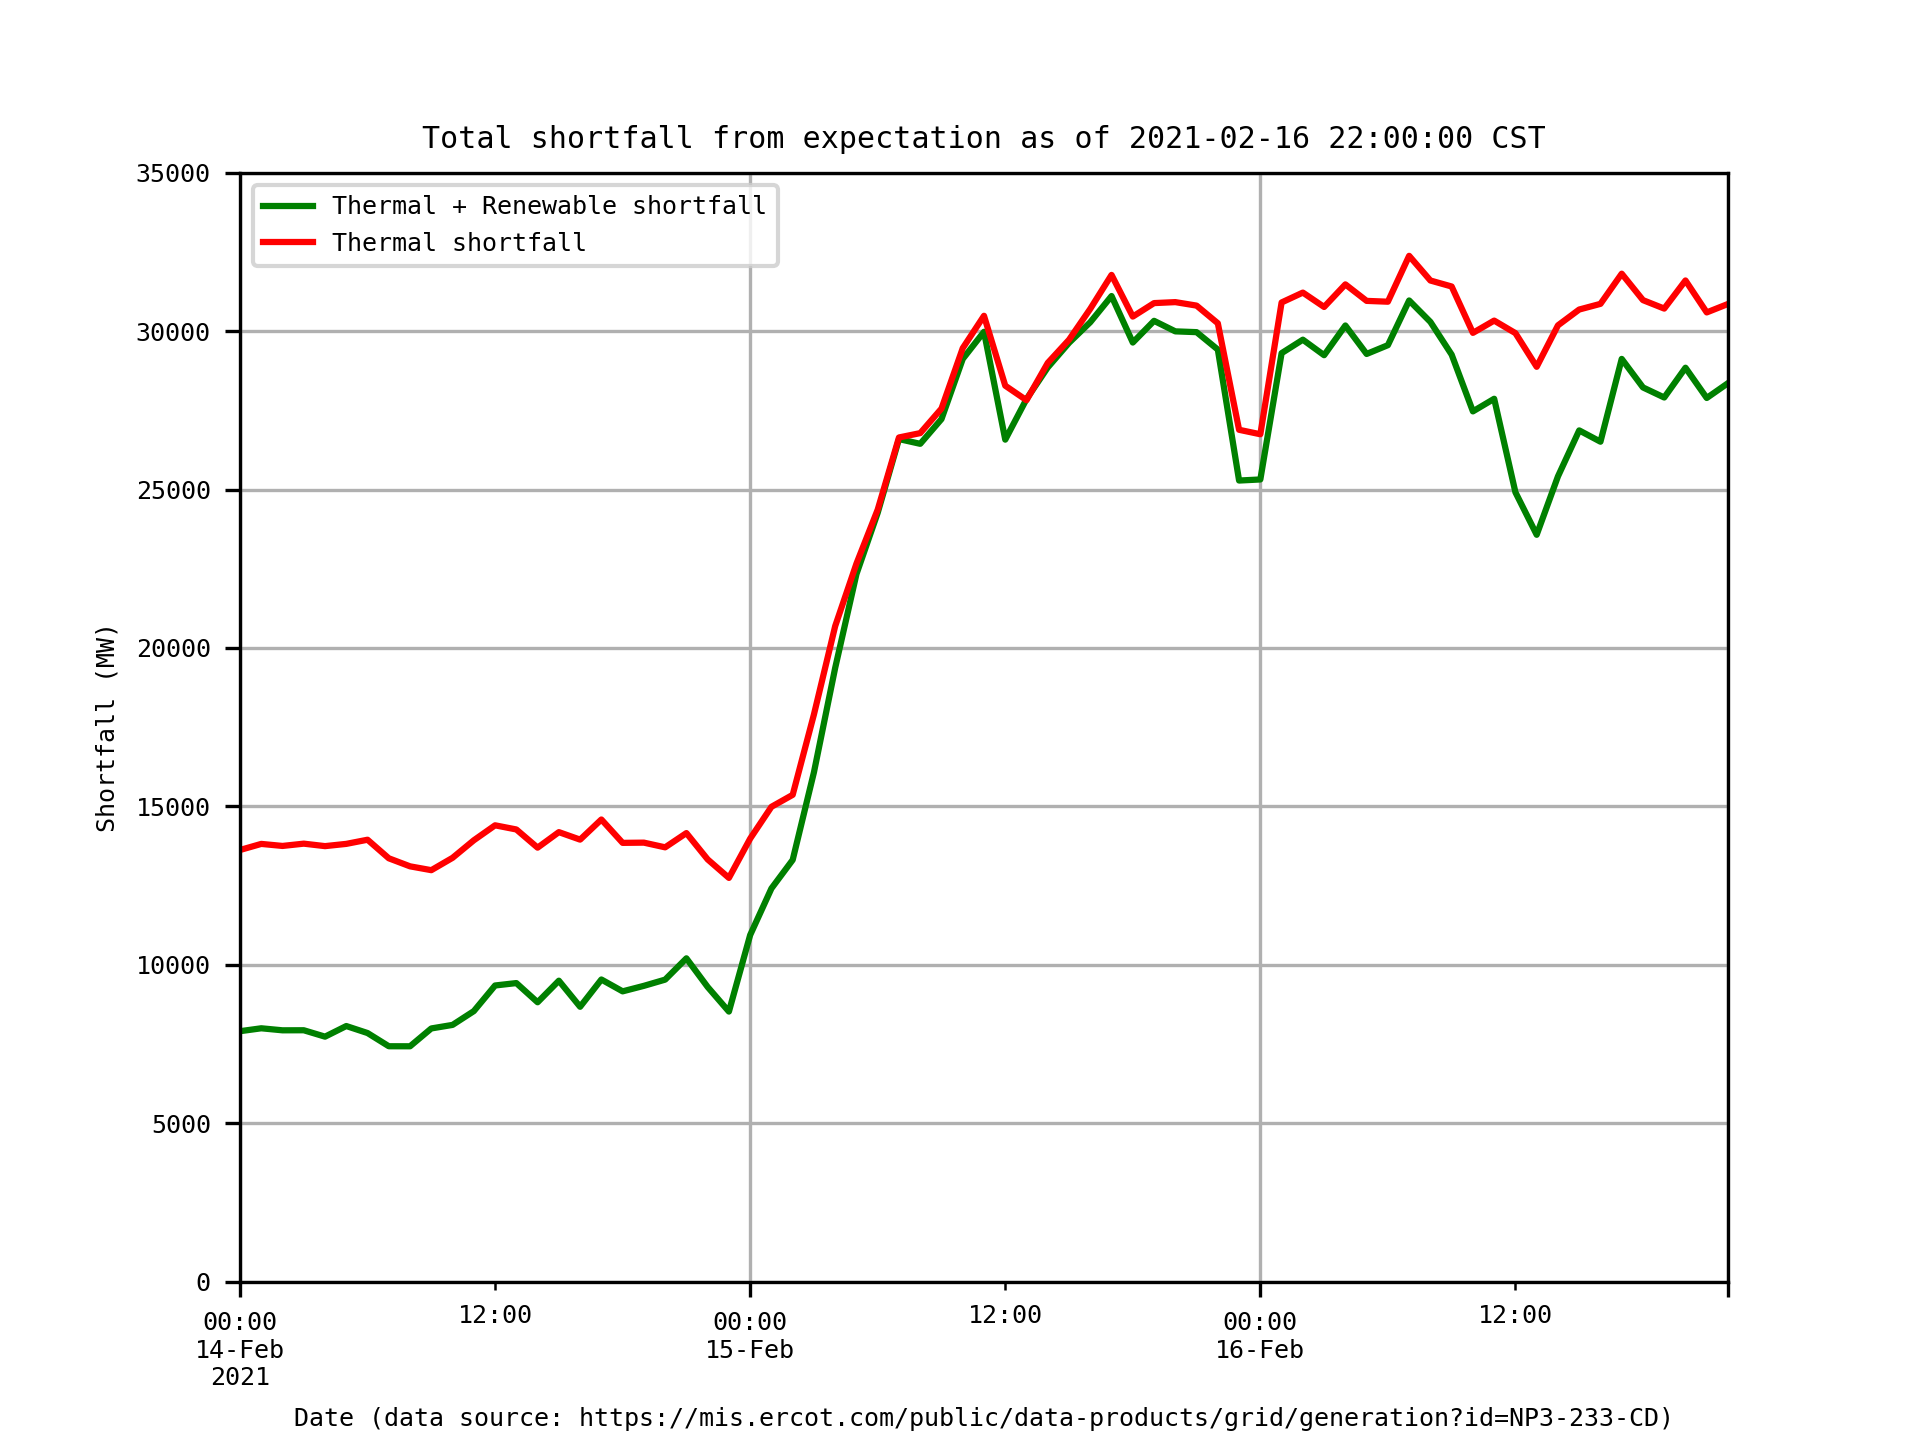 Total shortfall from expectation as of 2021-02-16 22:00:00 CST
Thermal + Renewable shortfall
Thermal shortfall
Shortfall (MW)
35000
30000
25000
20000
15000
10000
5000
0
00:00
14-Feb
2021
12:00
00:00
15-Feb
12:00
00:00
16-Feb
12:00
Date (data source: https://mis.ercot.com/public/data-products/grid/generation?id=NP3-233-CD)